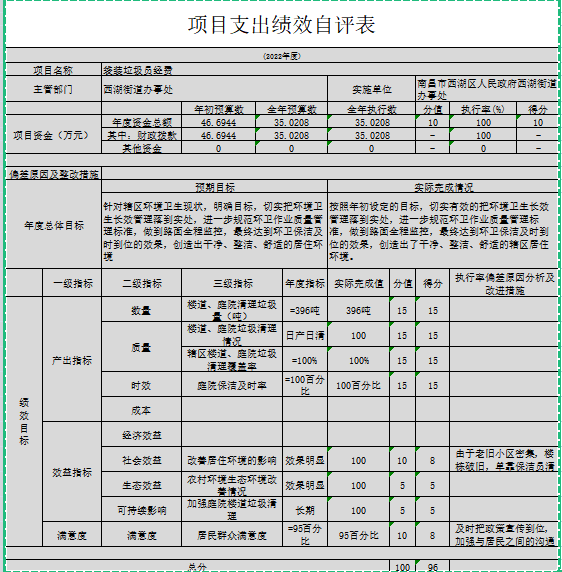 项目支出绩效自评表
(2022年度)
项目名称 袋装垃圾员经费
主管部门 西湖街道办事处 实施单位 南昌市西湖区人民政府西湖街道
办事处
项目资金（万元） 年初预算数 全年预算数 全年执行数 分值 执行率(%) 得分
年度资金总额 46.6944 35.0208 35.0208 10 100 10
其中：财政拨款 46.6944 35.0208 35.0208 － 100 －
其他资金 0 0 0 － 0 －
偏差原因及整改措施
年度总体目标 预期目标 实际完成情况
针对辖区环境卫生现状，明确目标，切实把环境卫
生长效管理落到实处，进一步规范环卫作业质量管
理标准，做到路面全程监控，最终达到环卫保洁及
时到位的效果，创造出干净、整洁、舒适的居住环
境
按照年初设定的目标，切实有效的把环境卫生长效
管理落到实处，进一步规范环卫作业质量管理标
准，做到路面全程监控，最终达到环卫保洁及时到
位的效果，创造出了干净、整洁、舒适的辖区居住
环境。
绩效目标
一级指标 二级指标 三级指标 年度指标 实际完成值 分值 得分 执行率偏差原因分析及
改进措施
产出指标 数量 楼道、庭院清理垃圾
量（吨） =396吨 396吨 15 15
质量 楼道、庭院垃圾清理
情况 日产日清 100 15 15
辖区楼道、庭院垃圾
清理覆盖率 =100% 100% 15 15
时效 庭院保洁及时率 =100百分
比 100百分比 15 15
成本
效益指标 经济效益
社会效益 改善居住环境的影响 效果明显 100 10 8 由于老旧小区密集，楼
栋破旧，单靠保洁员清
生态效益 农村环境生态环境改
善情况 效果明显 100 5 5
可持续影响 加强庭院楼道垃圾清
理 长期 100 5 5
满意度 满意度 居民群众满意度 =95百分
比 95百分比 10 8 及时把政策宣传到位，
加强与居民之间的沟通
总分 100 96